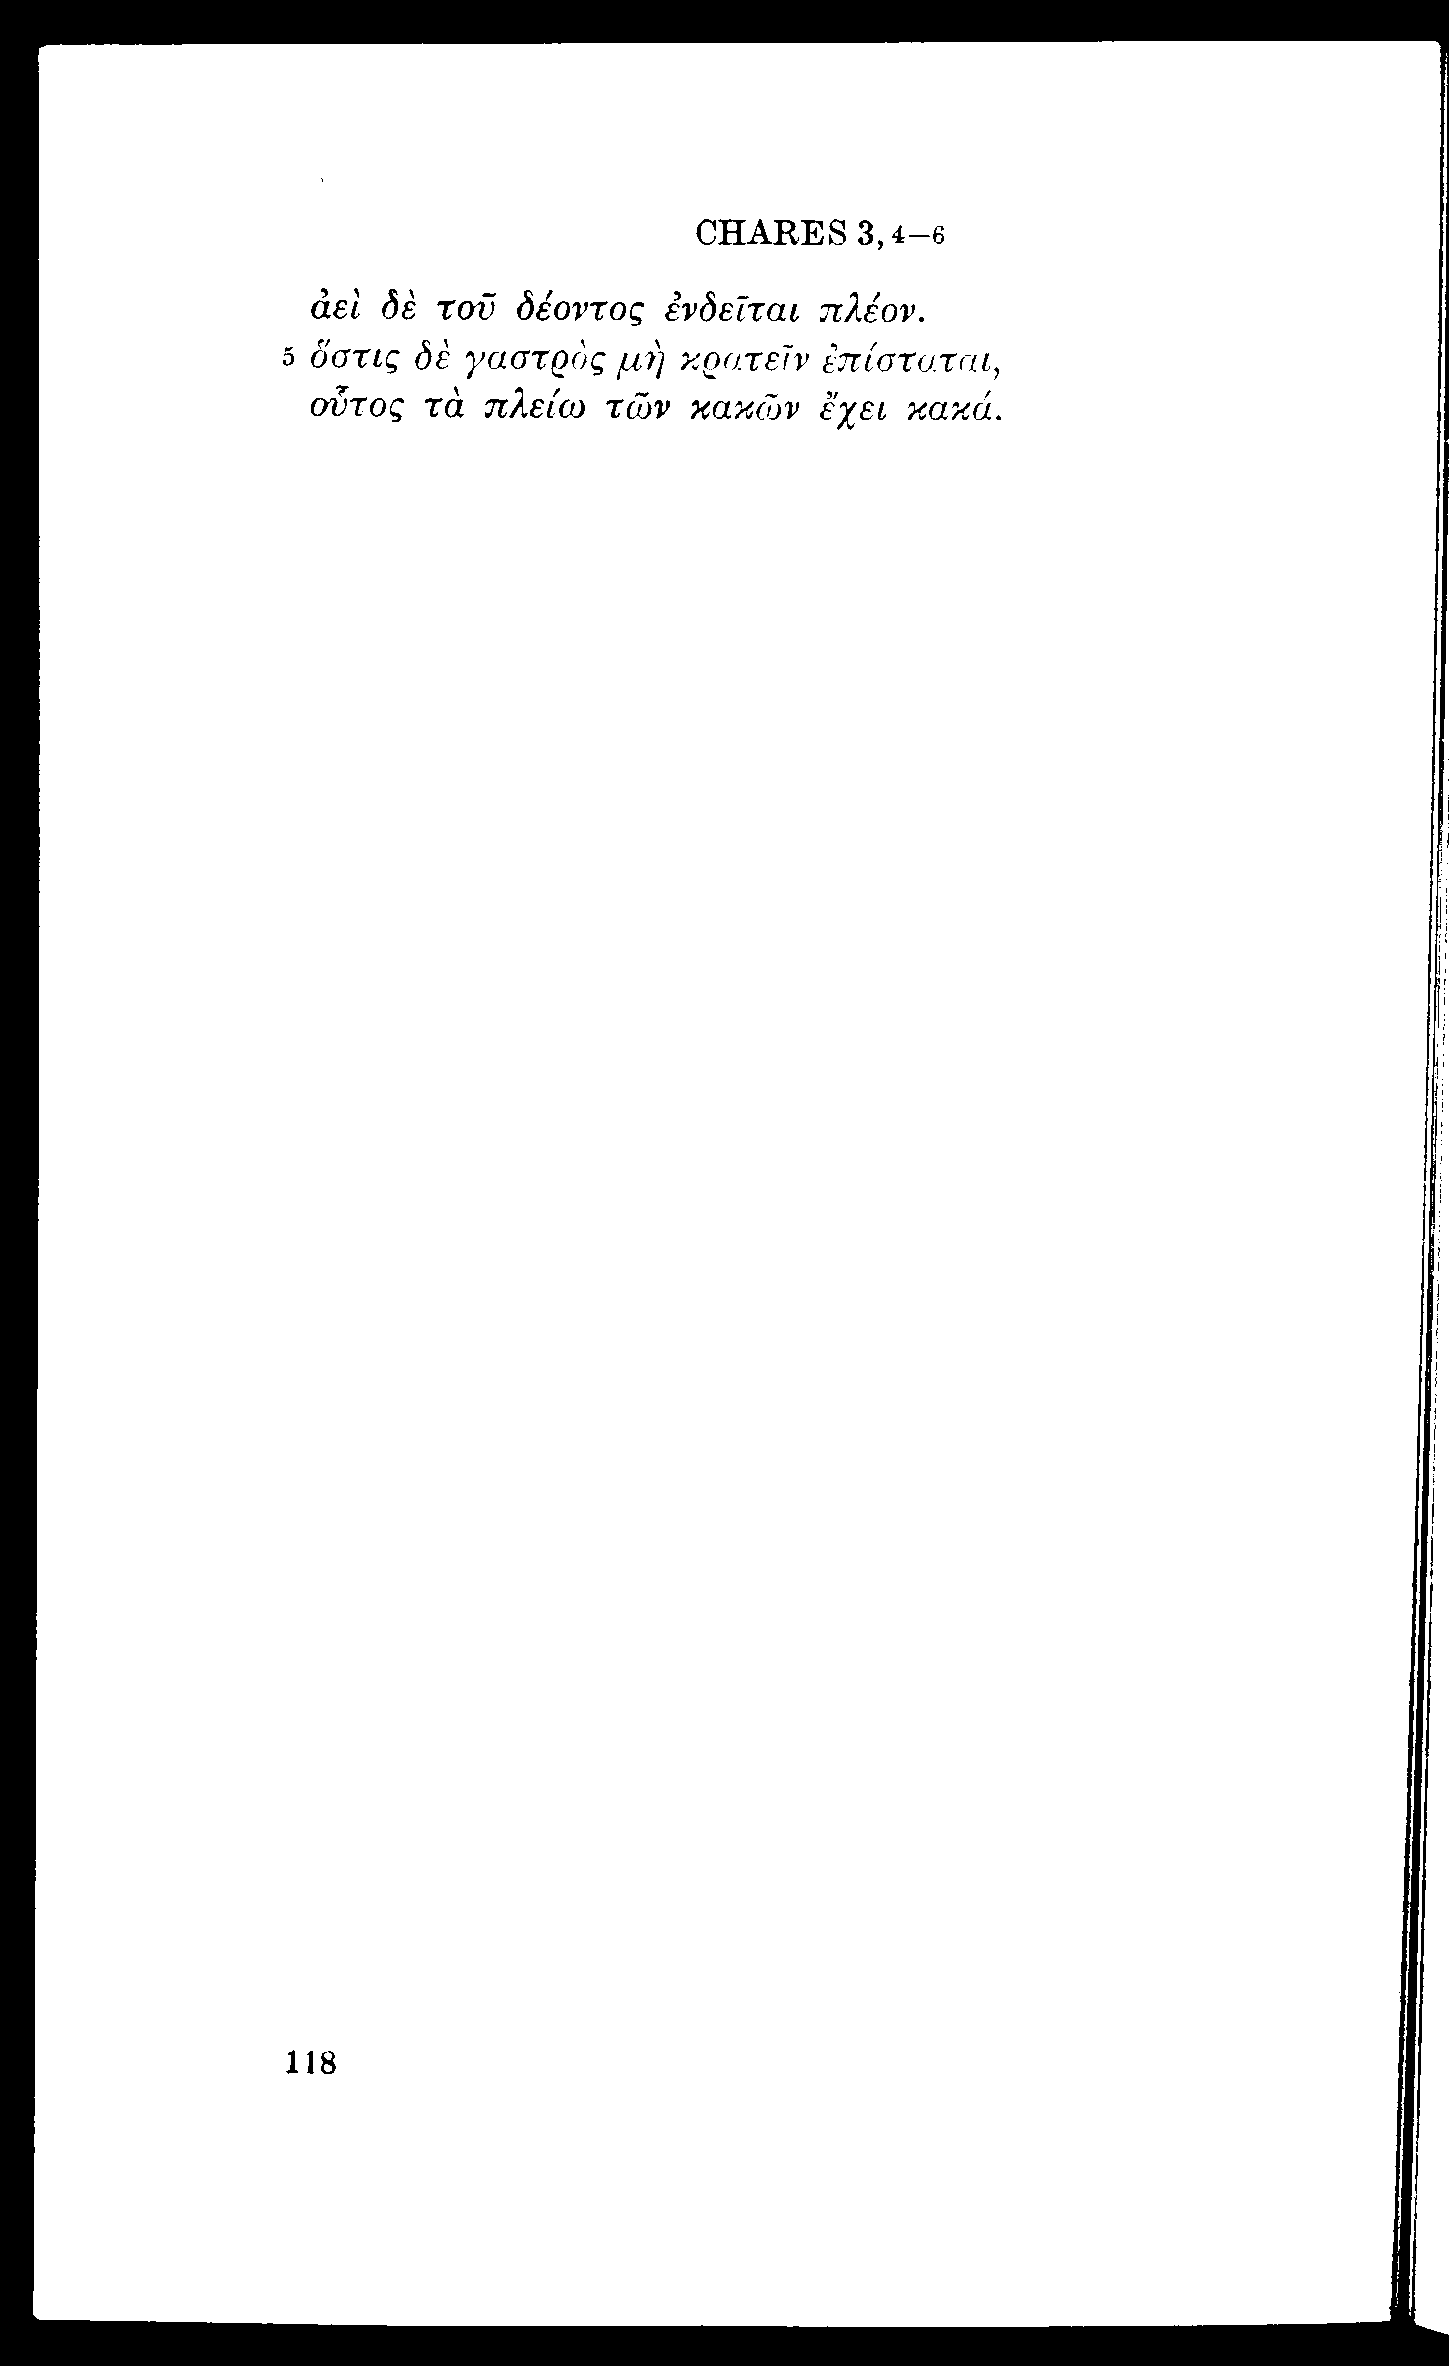 CHARES 3, 4–6
ἀεὶ δὲ τοῦ δέοντος ἐνδεῖται πλέον.
5 ὅστις δὲ γαστρὸς μὴ κρατεῖν ἐπίσταται,
οὗτος τὰ πλείω τῶν κακῶν ἔχει κακά.
118